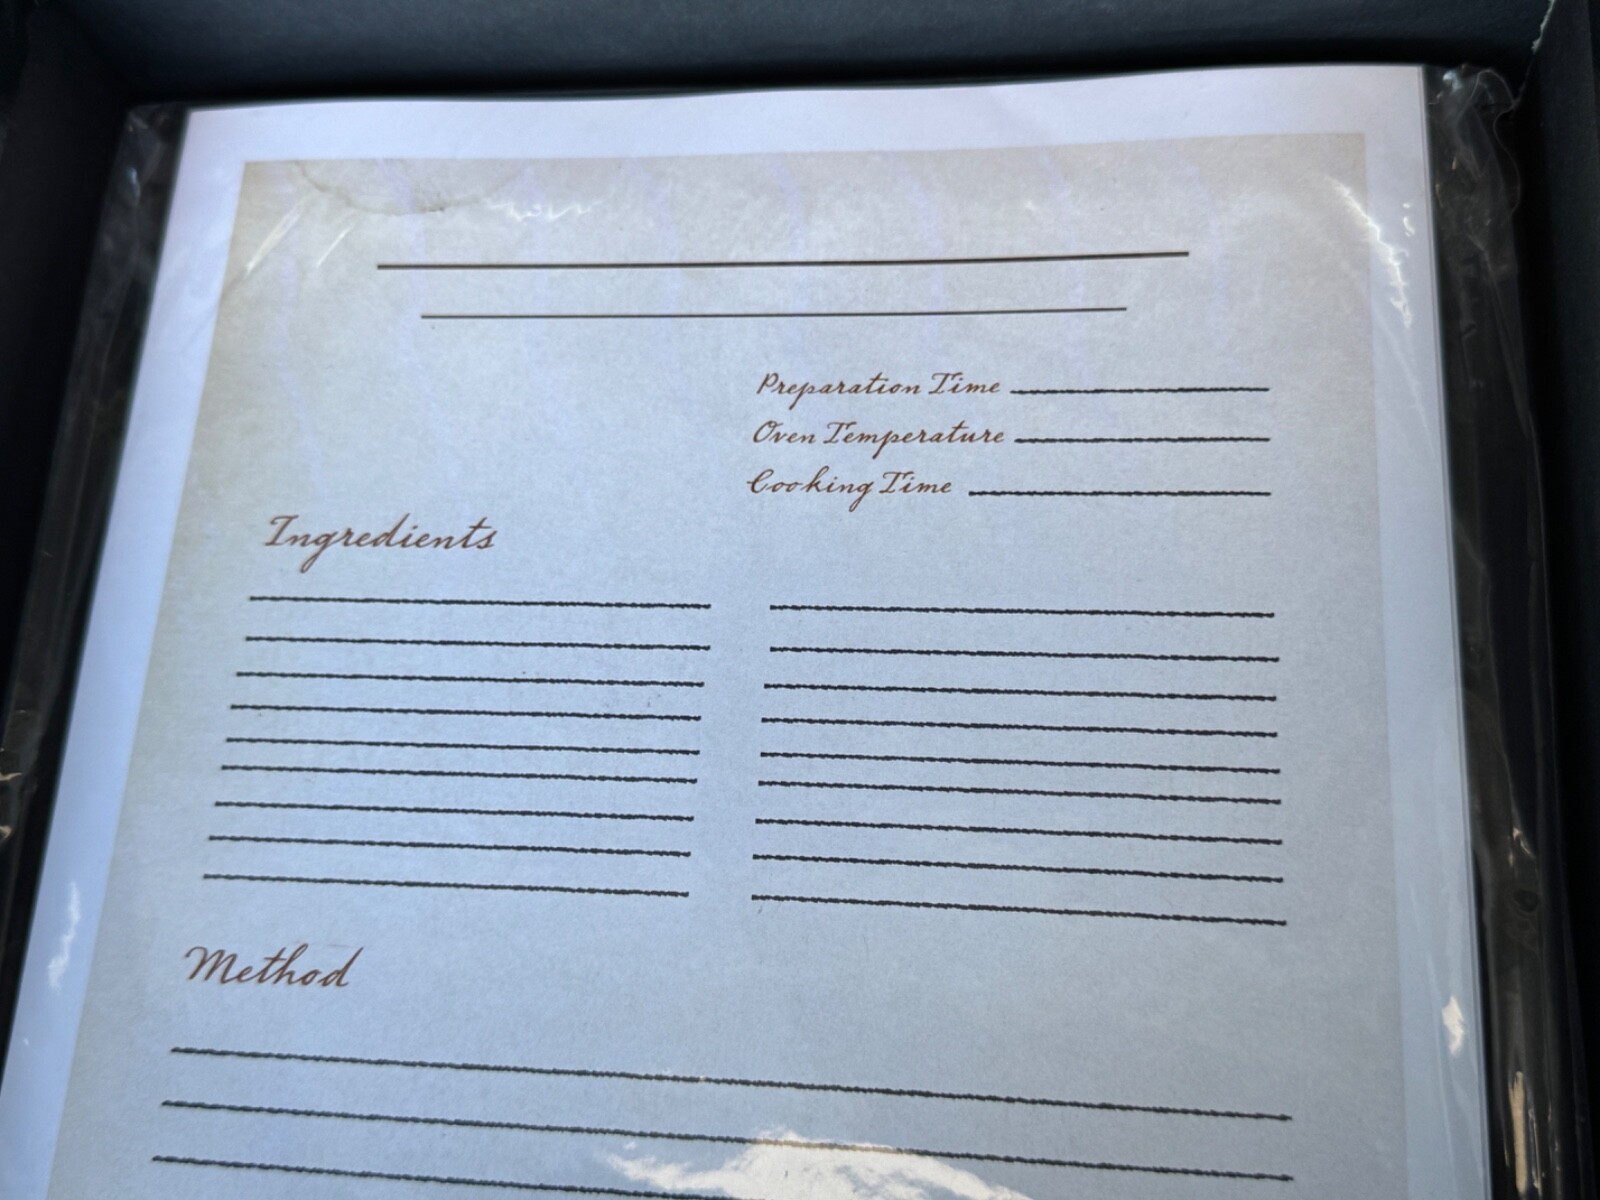 Preparation Time
Oven Temperature
Cooking Time
Ingredients
Method